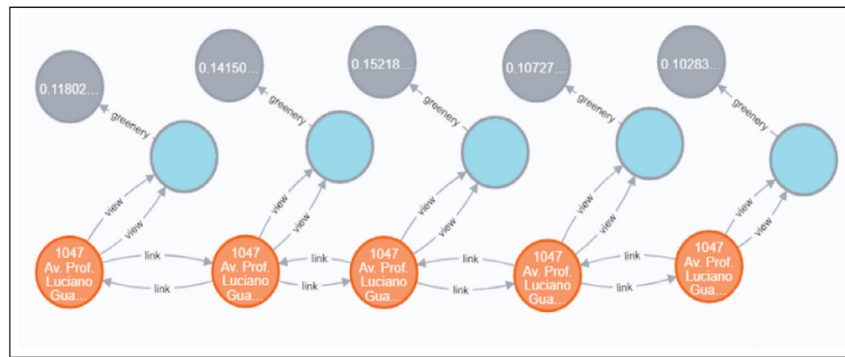 0.11802...
0.14150...
0.15218...
0.10727...
0.10283...
greenery
greenery
greenery
greenery
greenery
view
view
view
view
view
view
view
view
view
view
1047
Av. Prof.
Luciano
Gua...
1047
Av. Prof.
Luciano
Gua...
1047
Av. Prof.
Luciano
Gua...
1047
Av. Prof.
Luciano
Gua...
1047
Av. Prof.
Luciano
Gua...
link
link
link
link
link
link
link
link